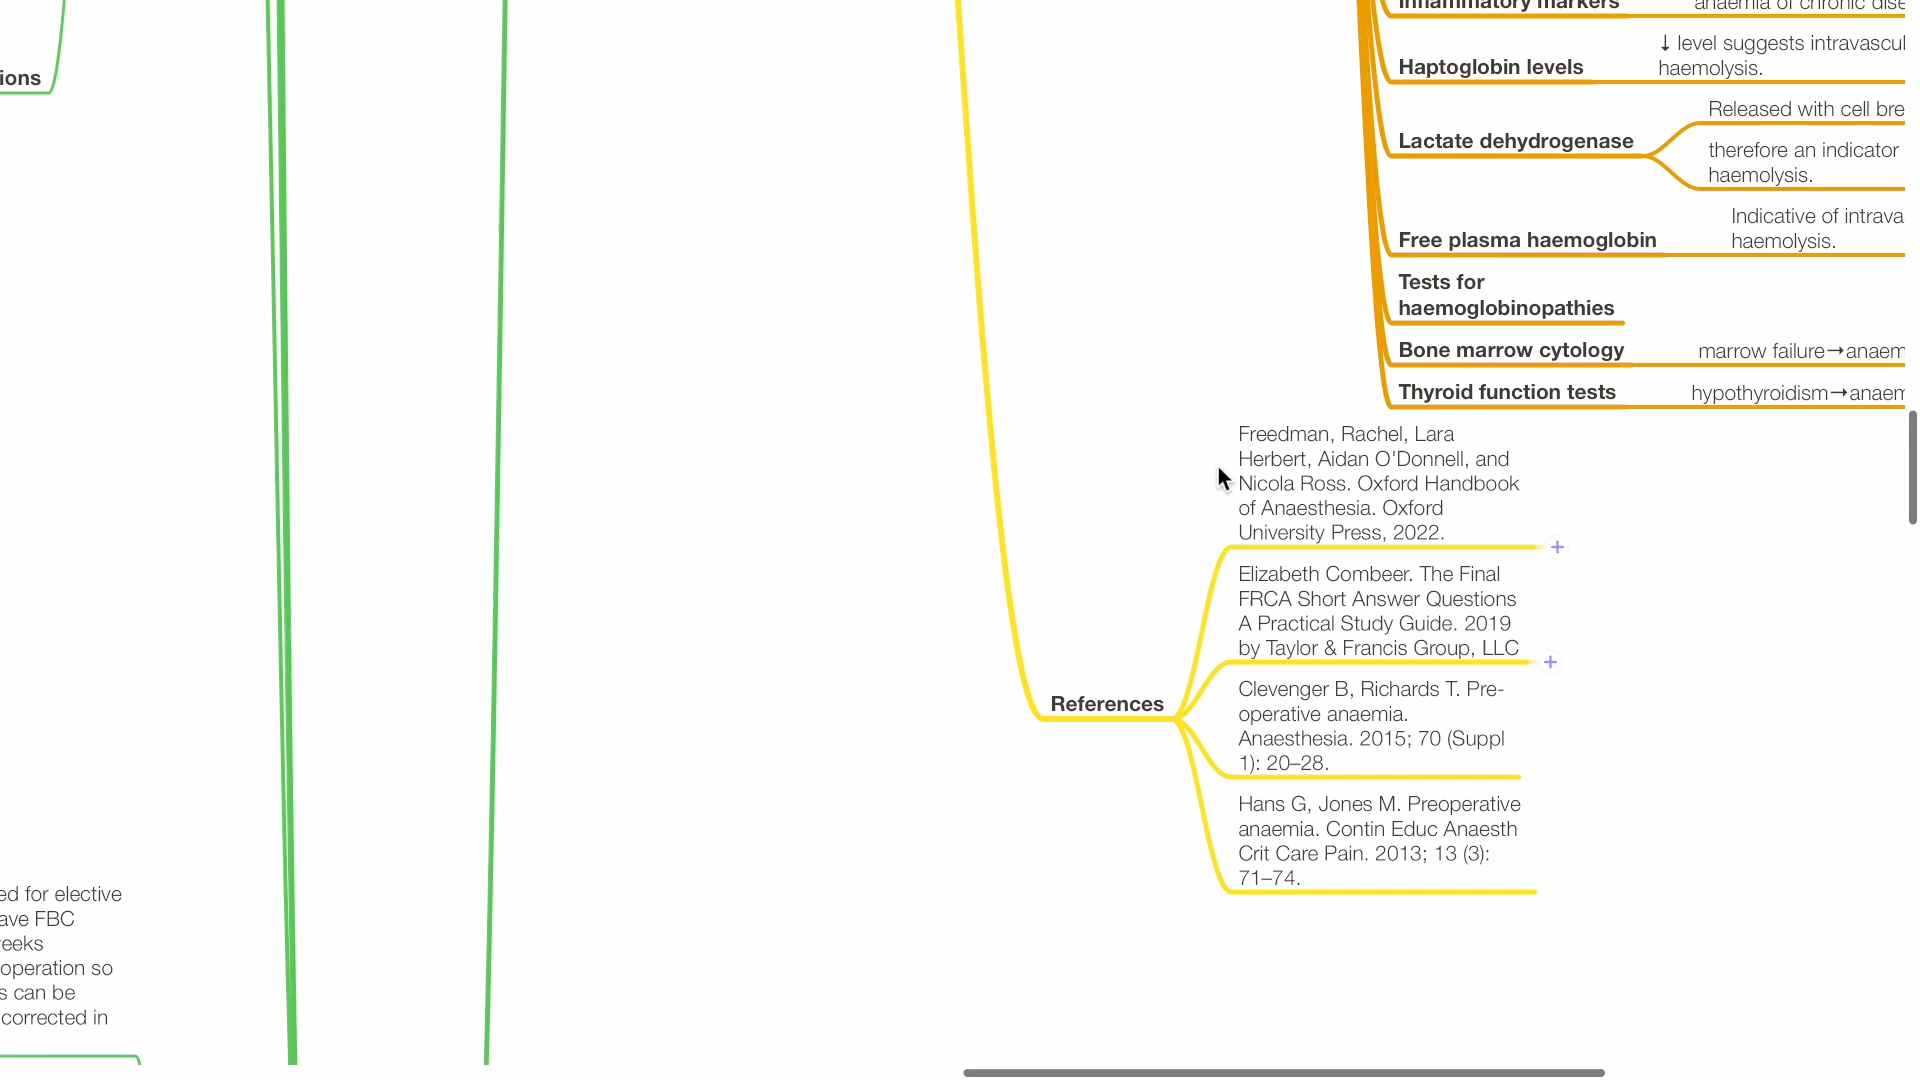 ions
Inflammatory markers
anaemia of chronic dise
Haptoglobin levels
↓ level suggests intravascul
haemolysis.
Lactate dehydrogenase
Released with cell bre
therefore an indicator
haemolysis.
Free plasma haemoglobin
Indicative of intrava
haemolysis.
Tests for
haemoglobinopathies
Bone marrow cytology
marrow failure→anaem
Thyroid function tests
hypothyroidism→anaem
References
Freedman, Rachel, Lara
Herbert, Aidan O'Donnell, and
Nicola Ross. Oxford Handbook
of Anaesthesia. Oxford
University Press, 2022.
Elizabeth Combeer. The Final
FRCA Short Answer Questions
A Practical Study Guide. 2019
by Taylor & Francis Group, LLC
Clevenger B, Richards T. Pre-
operative anaemia.
Anaesthesia. 2015; 70 (Suppl
1): 20–28.
Hans G, Jones M. Preoperative
anaemia. Contin Educ Anaesth
Crit Care Pain. 2013; 13 (3):
71–74.
ed for elective
ave FBC
eeks
operation so
s can be
corrected in